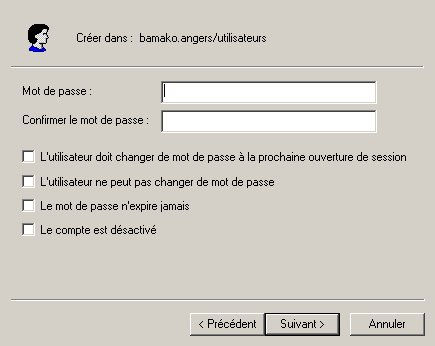 Créer dans : bamako.angers/utilisateurs
Mot de passe :
Confirmer le mot de passe :
L'utilisateur doit changer de mot de passe à la prochaine ouverture de session
L'utilisateur ne peut pas changer de mot de passe
Le mot de passe n'expire jamais
Le compte est désactivé
< Précédent Suivant > Annuler